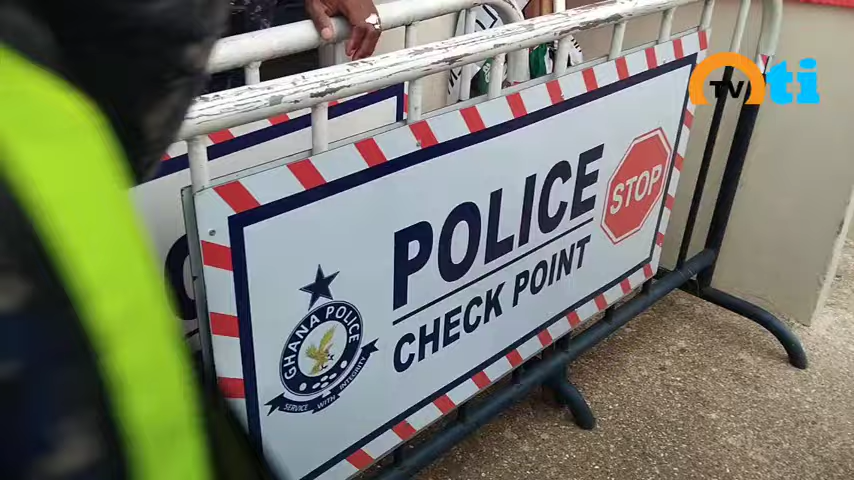 POLICE
CHECK POINT
STOP
GHANA POLICE
SERVICE WITH INTEGRITY
TV
ti